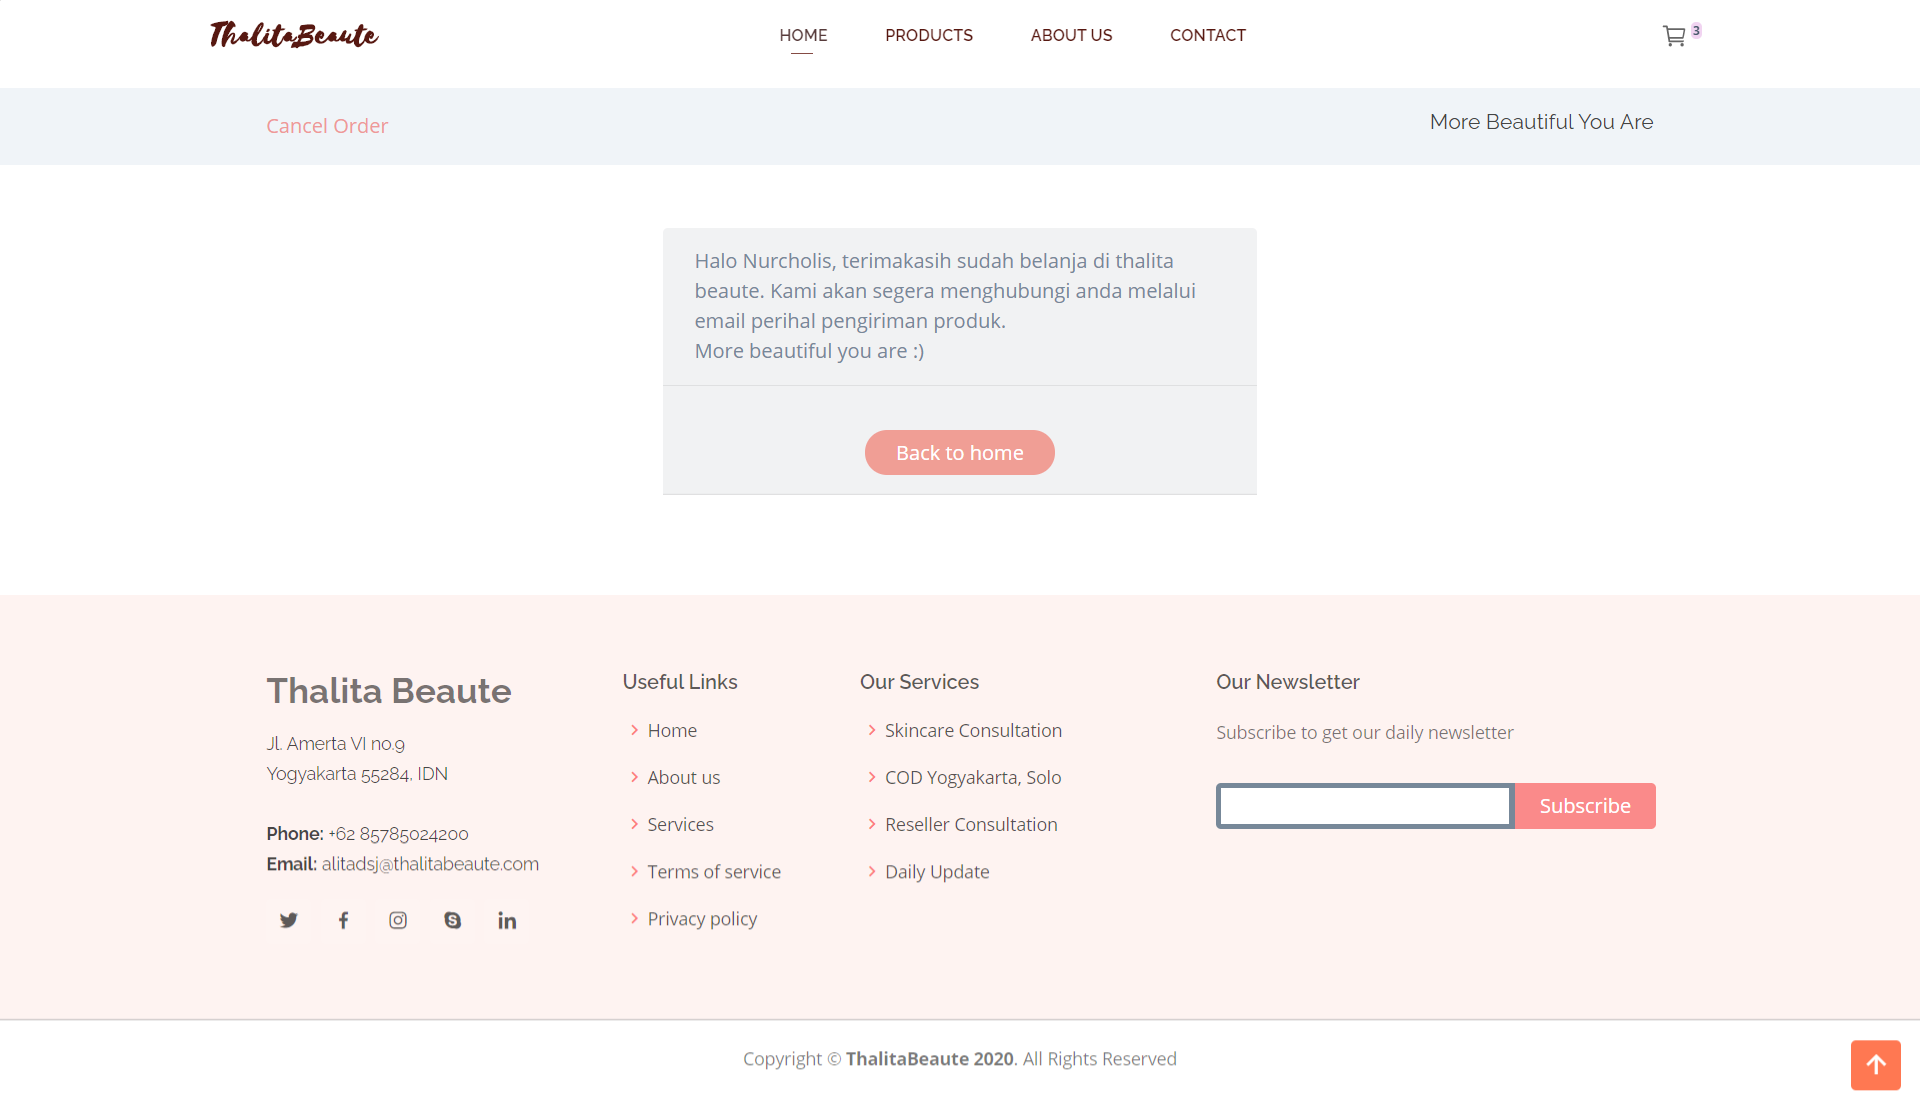 ThalitaBeaute
HOME PRODUCTS ABOUT US CONTACT 3
Cancel Order
More Beautiful You Are
Halo Nurcholis, terimakasih sudah belanja di thalita
beaute. Kami akan segera menghubungi anda melalui
email perihal pengiriman produk.
More beautiful you are :)
Back to home
Thalita Beaute
Jl. Amerta VI no.9
Yogyakarta 55284, IDN
Phone: +62 85785024200
Email: alitadsj@thalitabeaute.com
Useful Links
Home
About us
Services
Terms of service
Privacy policy
Our Services
Skincare Consultation
COD Yogyakarta, Solo
Reseller Consultation
Daily Update
Our Newsletter
Subscribe to get our daily newsletter
Subscribe
Copyright © ThalitaBeaute 2020. All Rights Reserved